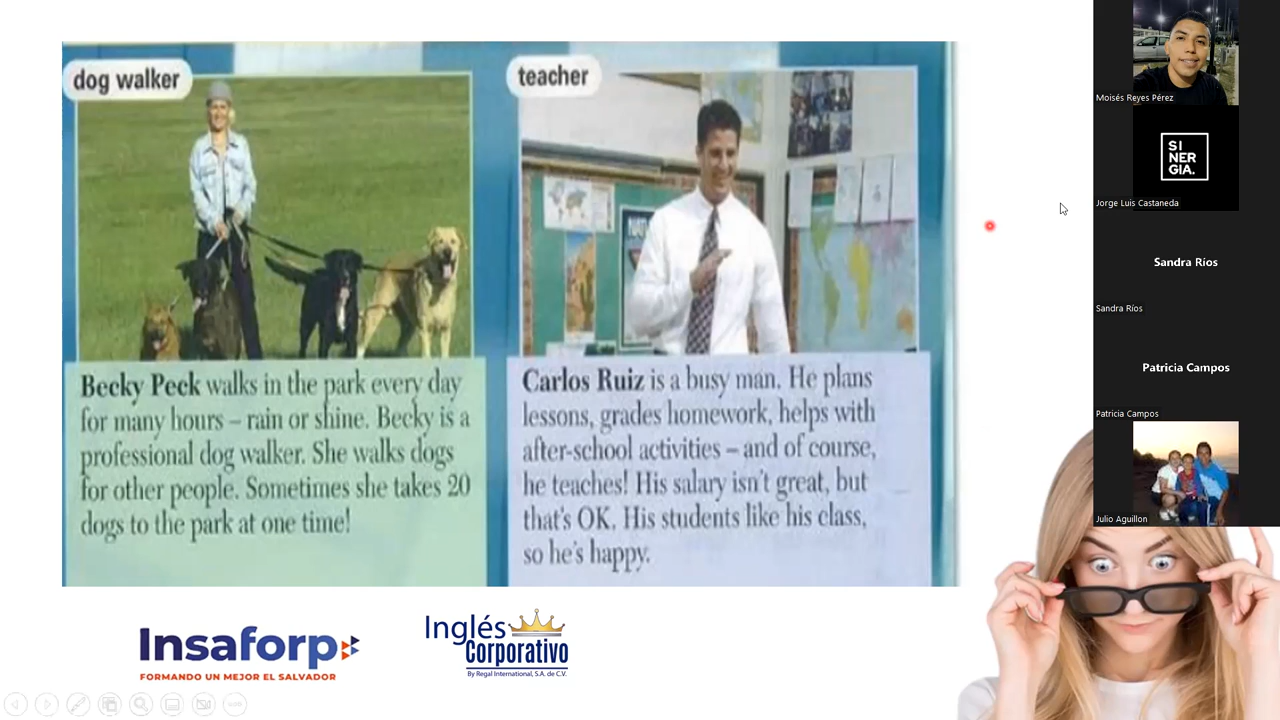 dog walker
Becky Peck walks in the park every day
for many hours – rain or shine. Becky is a
professional dog walker. She walks dogs
for other people. Sometimes she takes 20
dogs to the park at one time!
teacher
Carlos Ruiz is a busy man. He plans
lessons, grades homework, helps with
after-school activities – and of course,
he teaches! His salary isn't great, but
that's OK. His students like his class,
so he's happy.
Insaforp
FORMANDO UN MEJOR EL SALVADOR
Inglés
Corporativo
By Regal International, S.A. de C.V.
Moisés Reyes Pérez
SI
NER
GIA.
Jorge Luis Castaneda
Sandra Ríos
Sandra Ríos
Patricia Campos
Patricia Campos
Julio Aguillon